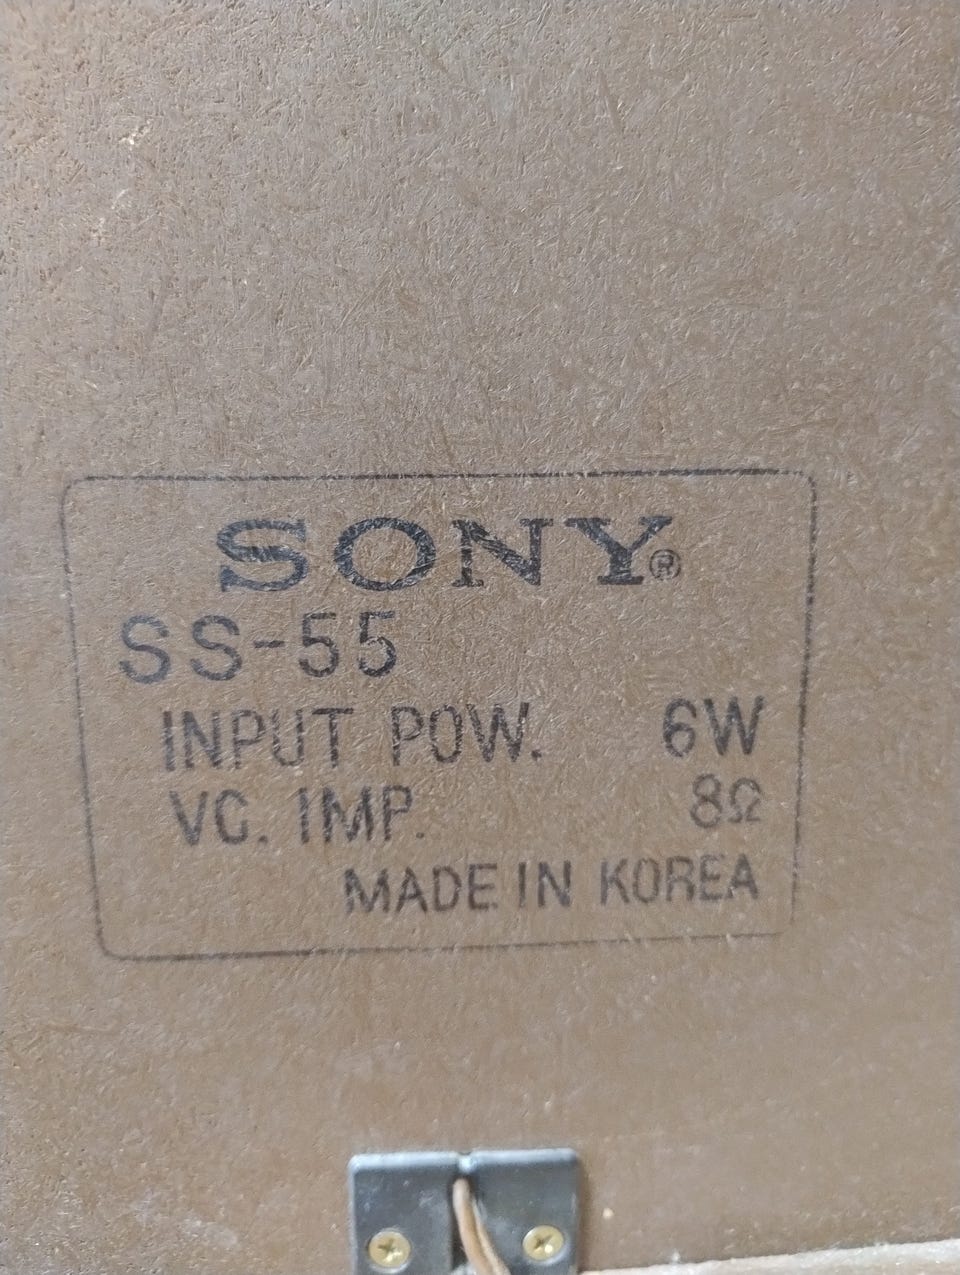 SONY®
SS-55
INPUT POW. 6W
VC. IMP. 8Ω
MADE IN KOREA